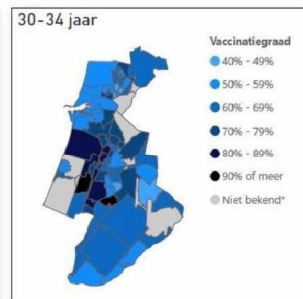 30-34 jaar
Vaccinatiegraad
40% - 49%
50% - 59%
60% - 69%
70% - 79%
80% - 89%
90% of meer
Niet bekend*